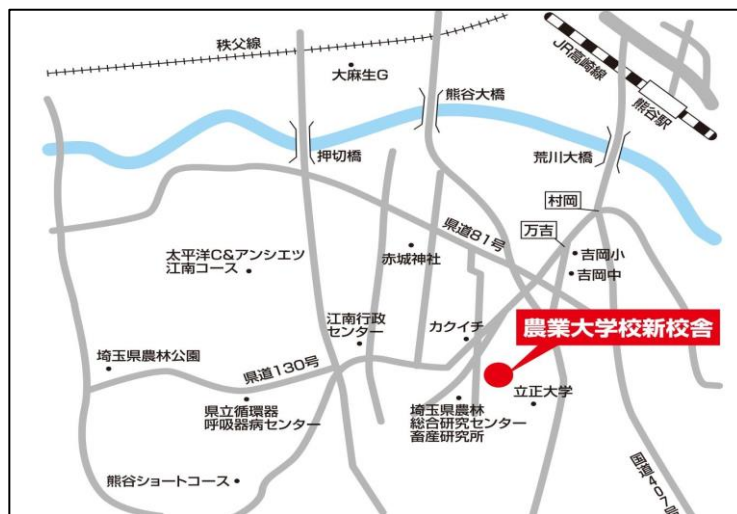 秩父線
大麻生G
JR高崎線
熊谷駅
熊谷大橋
押切橋
荒川大橋
村岡
万吉
県道81号
吉岡小
吉岡中
太平洋C&アンシエツ
江南コース
赤城神社
農業大学校新校舎
江南行政
センター
カクイチ
埼玉県農林公園
県道130号
立正大学
県立循環器
呼吸器病センター
埼玉県農林
総合研究センター
畜産研究所
熊谷ショートコース
国道407号